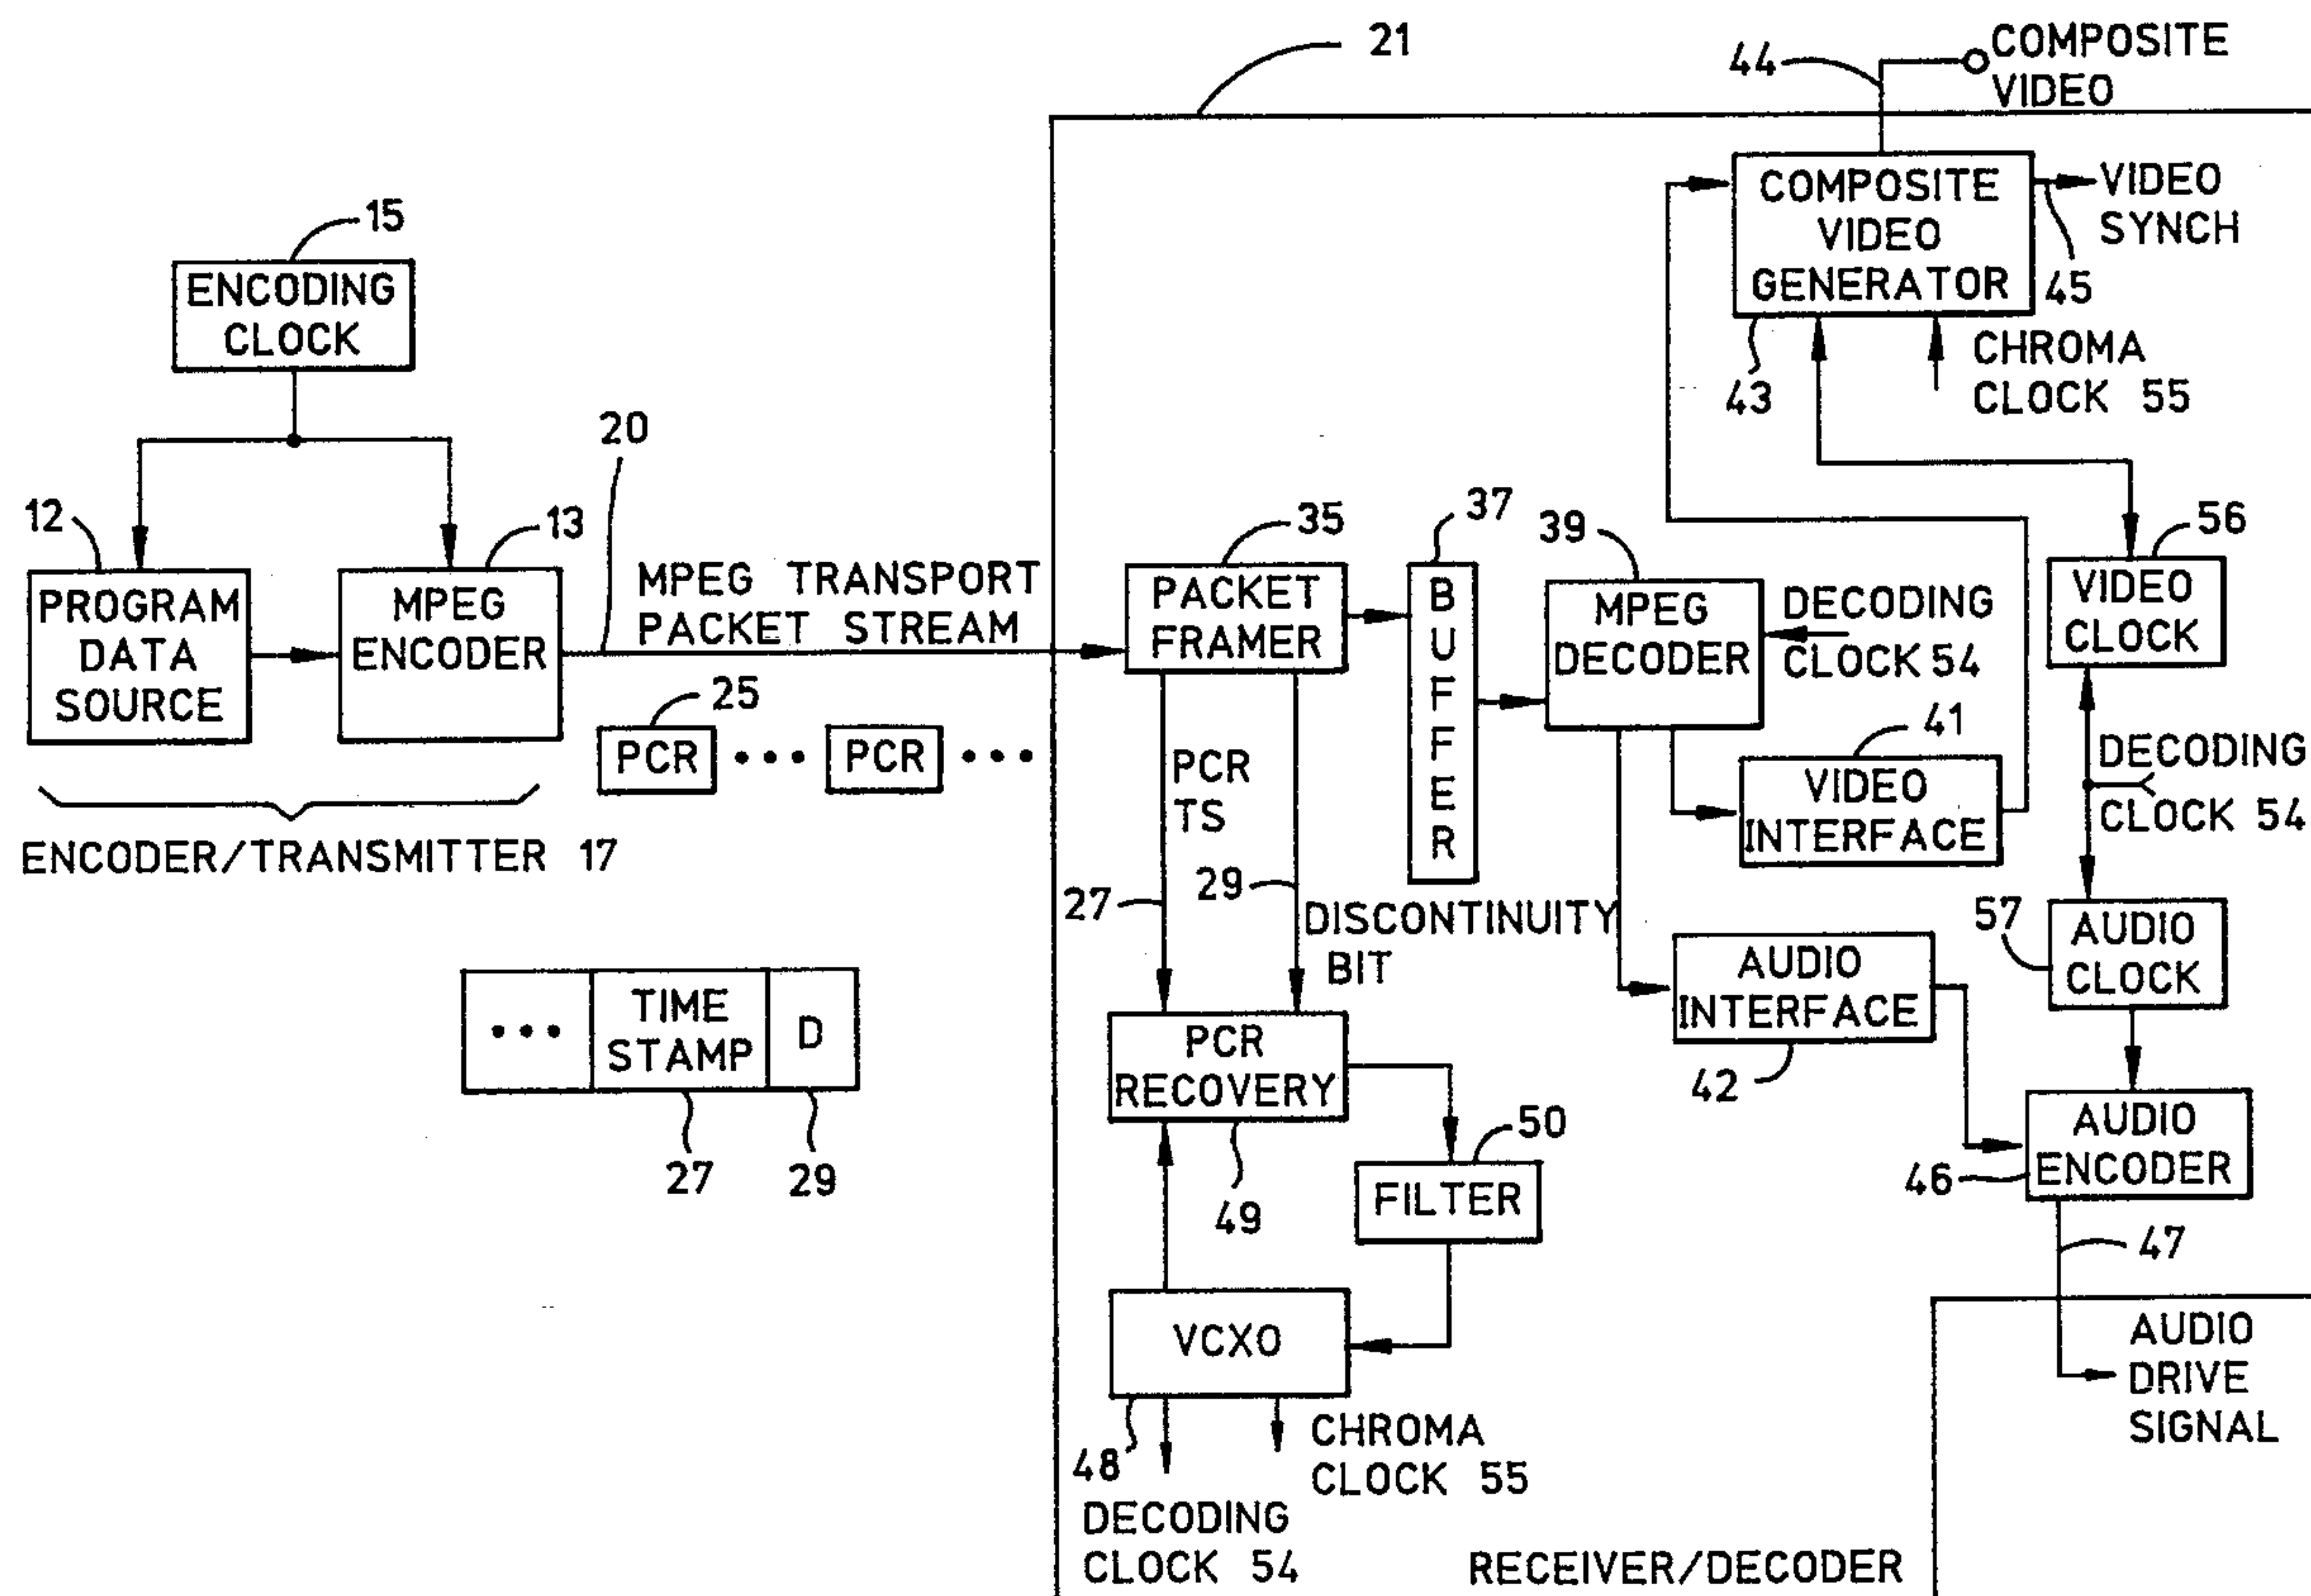 21
44
COMPOSITE
VIDEO
COMPOSITE
VIDEO
GENERATOR
VIDEO
SYNCH
45
43
CHROMA
CLOCK 55
15
ENCODING
CLOCK
20
12
13
PROGRAM
DATA
SOURCE
MPEG
ENCODER
MPEG TRANSPORT
PACKET STREAM
25
PCR ••• PCR •••
ENCODER/TRANSMITTER 17
••• TIME
STAMP
D
27
29
35
PACKET
FRAMER
37
B
U
F
F
E
R
39
MPEG
DECODER
DECODING
CLOCK 54
56
VIDEO
CLOCK
41
VIDEO
INTERFACE
DECODING
CLOCK 54
PCR
TS
27
29
DISCONTINUITY
BIT
57
AUDIO
CLOCK
AUDIO
INTERFACE
42
PCR
RECOVERY
49
50
FILTER
46
AUDIO
ENCODER
47
VCXO
48
CHROMA
CLOCK 55
DECODING
CLOCK 54
AUDIO
DRIVE
SIGNAL
RECEIVER/DECODER